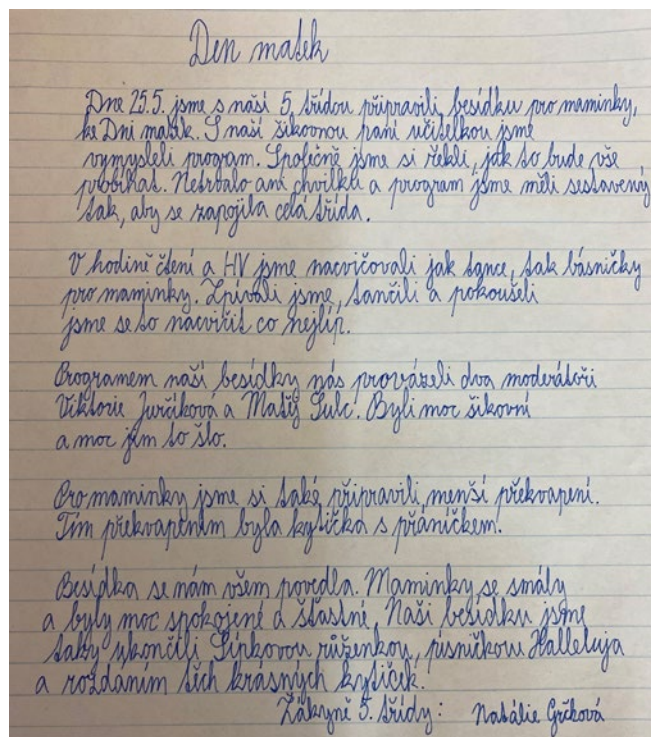 Den matek
Dne 25.5. jsme s naší 5. třídou připravili besídku pro maminky,
ke Dni matek. S naší šikovnou paní učitelkou jsme
vymysleli program. Společně jsme si řekli, jak to bude vše
probíhat. Netrvalo ani chvilku a program jsme měli sestavený
tak, aby se zapojila celá třída.
V hodině čtení a HV jsme nacvičovali jak tance, tak básničky
pro maminky. Zpívali jsme, tančili a pokoušeli
jsme se to nacvičit co nejlíp.
Programem naší besídky nás provázeli dva moderátoři
Viktorie Jurčíková a Matěj Šulc. Byli moc šikovní
a moc jim to šlo.
Pro maminky jsme si také připravili menší překvapení.
Tím překvapením byla kytička s přáníčkem.
Besídka se nám všem povedla. Maminky se smály
a byly moc spokojené a šťastné. Naši besídku jsme
taky ukončili Šípkovou růženkou, písničkou Halleluja
a rozdaním těch krásných kytiček.
Žákyně 5. třídy: Natálie Grčková